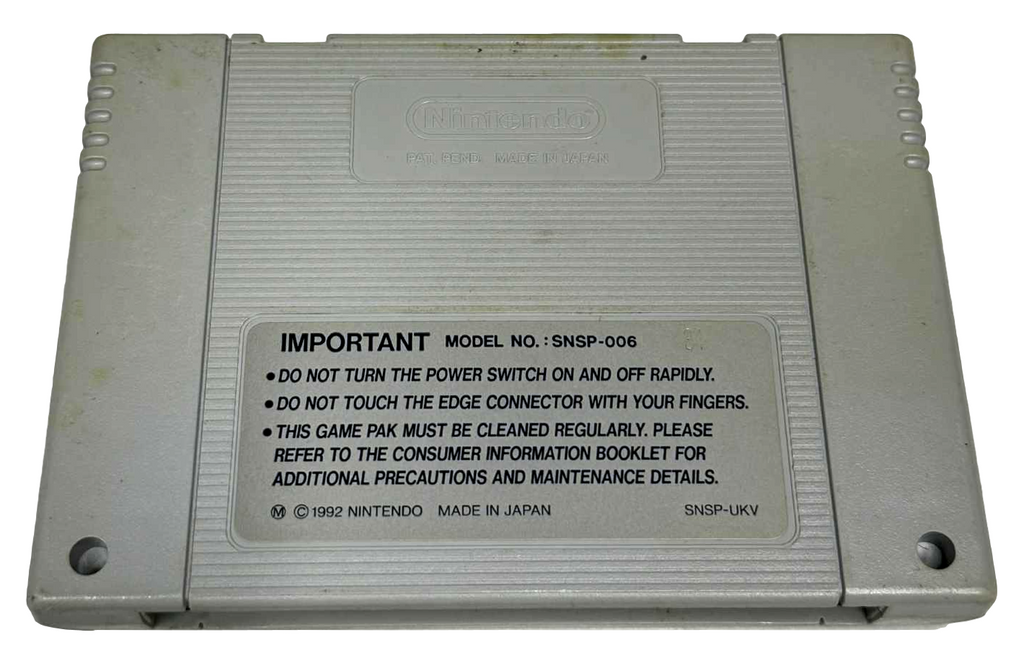 Nintendo
PAT. PEND. MADE IN JAPAN
IMPORTANT MODEL NO.: SNSP-006
• DO NOT TURN THE POWER SWITCH ON AND OFF RAPIDLY.
• DO NOT TOUCH THE EDGE CONNECTOR WITH YOUR FINGERS.
• THIS GAME PAK MUST BE CLEANED REGULARLY. PLEASE
REFER TO THE CONSUMER INFORMATION BOOKLET FOR
ADDITIONAL PRECAUTIONS AND MAINTENANCE DETAILS.
Ⓜ © 1992 NINTENDO MADE IN JAPAN SNSP-UKV